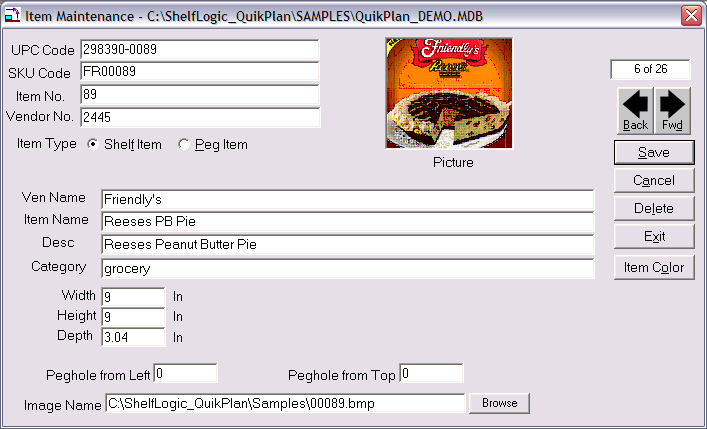 Item Maintenance - C:\ShelfLogic_QuikPlan\SAMPLES\QuikPlan_DEMO.MDB
UPC Code 298390-0089
SKU Code FR00089
Item No. 89
Vendor No. 2445
Item Type Shelf Item Peg Item
Friendly's
Reese's
Picture
6 of 26
Back Fwd
Save
Cancel
Delete
Exit
Item Color
Ven Name Friendly's
Item Name Reeses PB Pie
Desc Reeses Peanut Butter Pie
Category grocery
Width 9 In
Height 9 In
Depth 3.04 In
Peghole from Left 0 Peghole from Top 0
Image Name C:\ShelfLogic_QuikPlan\Samples\00089.bmp Browse